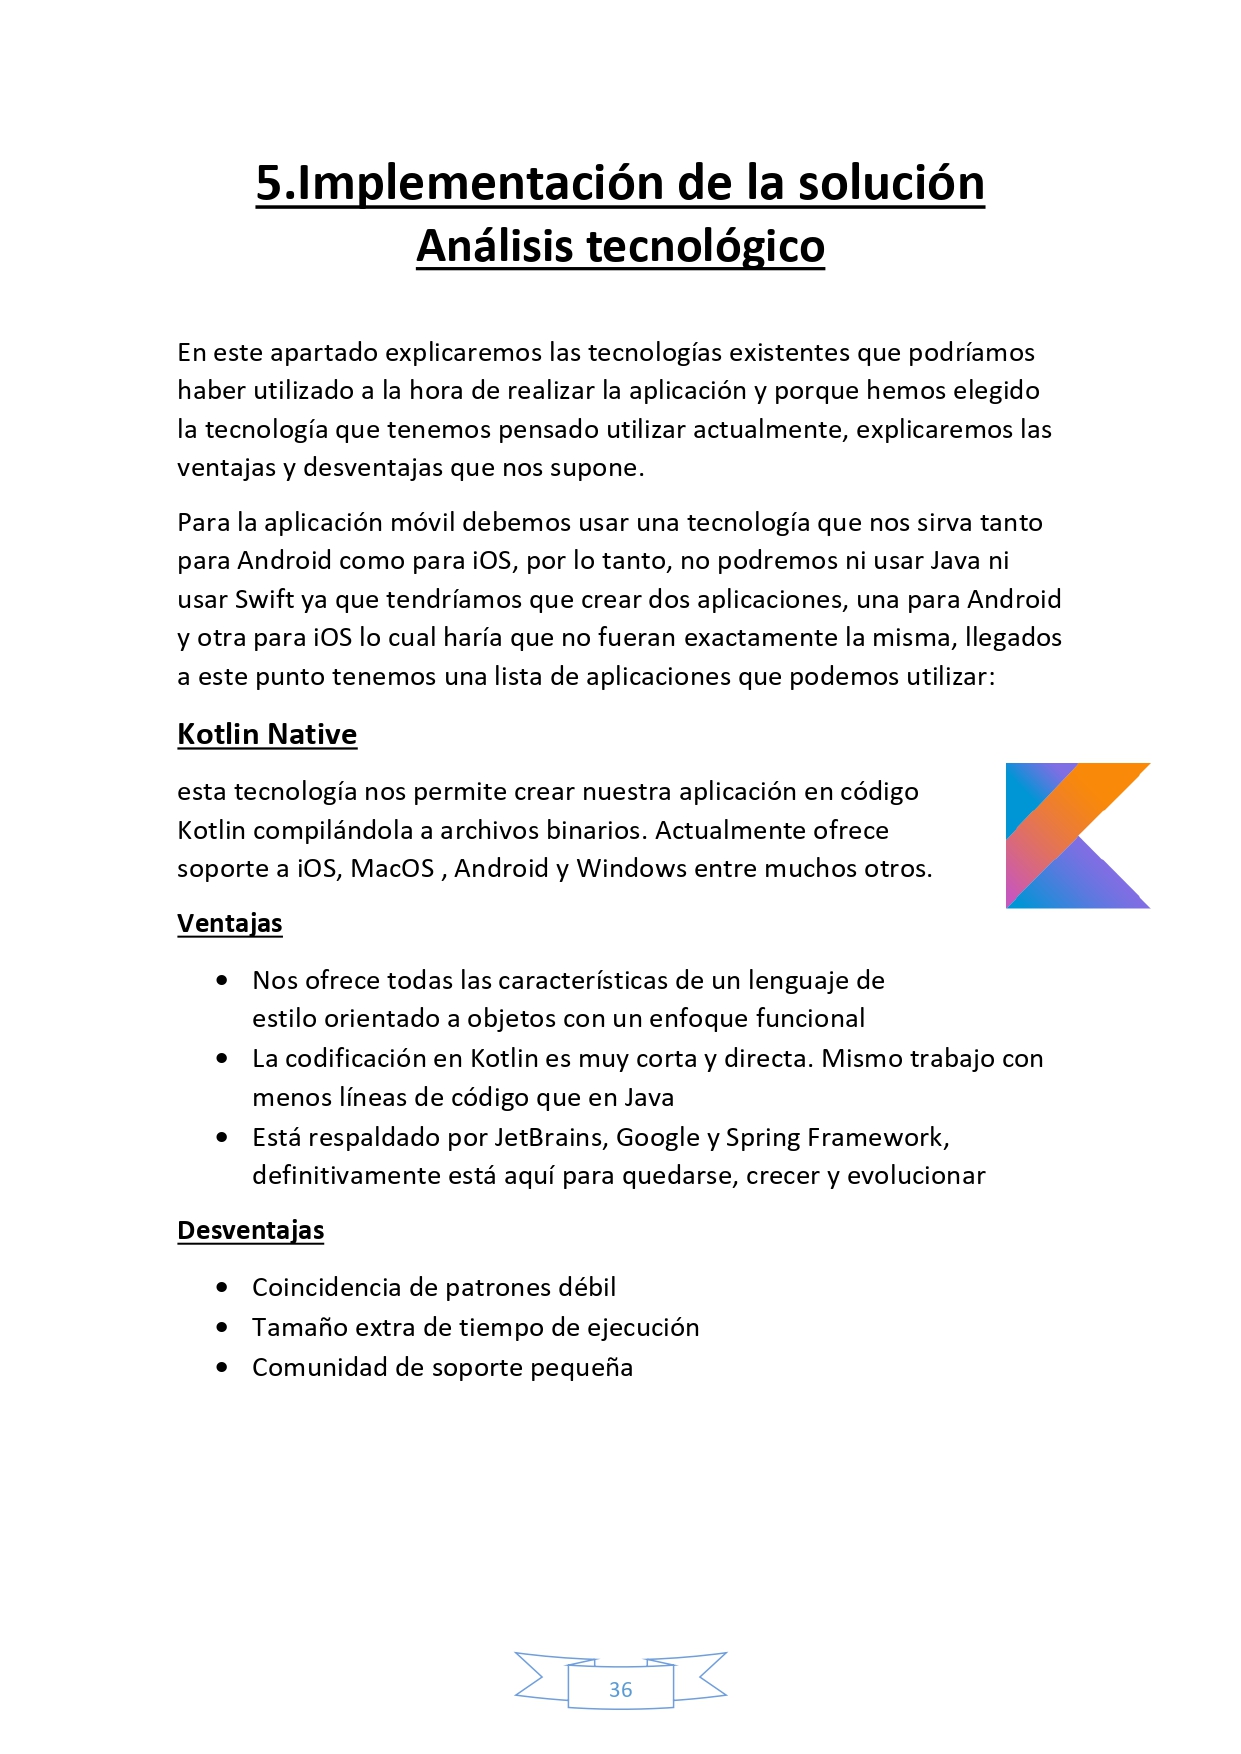 5.Implementación de la solución
Análisis tecnológico
En este apartado explicaremos las tecnologías existentes que podríamos
haber utilizado a la hora de realizar la aplicación y porque hemos elegido
la tecnología que tenemos pensado utilizar actualmente, explicaremos las
ventajas y desventajas que nos supone.
Para la aplicación móvil debemos usar una tecnología que nos sirva tanto
para Android como para iOS, por lo tanto, no podremos ni usar Java ni
usar Swift ya que tendríamos que crear dos aplicaciones, una para Android
y otra para iOS lo cual haría que no fueran exactamente la misma, llegados
a este punto tenemos una lista de aplicaciones que podemos utilizar:
Kotlin Native
esta tecnología nos permite crear nuestra aplicación en código
Kotlin compilándola a archivos binarios. Actualmente ofrece
soporte a iOS, MacOS , Android y Windows entre muchos otros.
Ventajas
• Nos ofrece todas las características de un lenguaje de
estilo orientado a objetos con un enfoque funcional
• La codificación en Kotlin es muy corta y directa. Mismo trabajo con
menos líneas de código que en Java
• Está respaldado por JetBrains, Google y Spring Framework,
definitivamente está aquí para quedarse, crecer y evolucionar
Desventajas
• Coincidencia de patrones débil
• Tamaño extra de tiempo de ejecución
• Comunidad de soporte pequeña
36